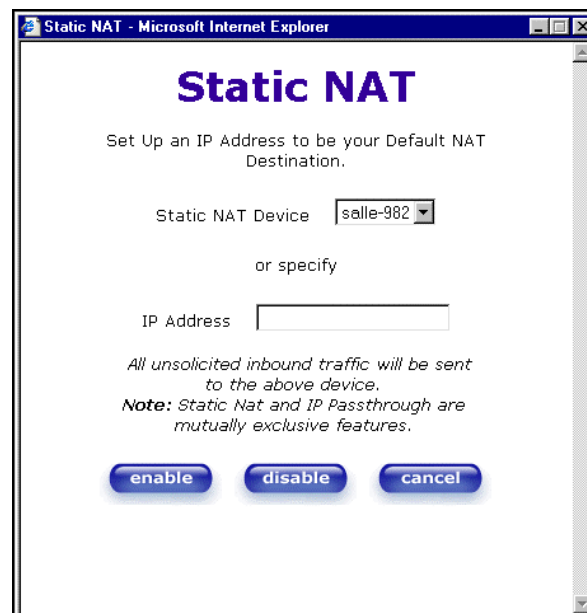 Static NAT - Microsoft Internet Explorer
Static NAT
Set Up an IP Address to be your Default NAT
Destination.
Static NAT Device salle-982
or specify
IP Address
All unsolicited inbound traffic will be sent
to the above device.
Note: Static Nat and IP Passthrough are
mutually exclusive features.
enable disable cancel